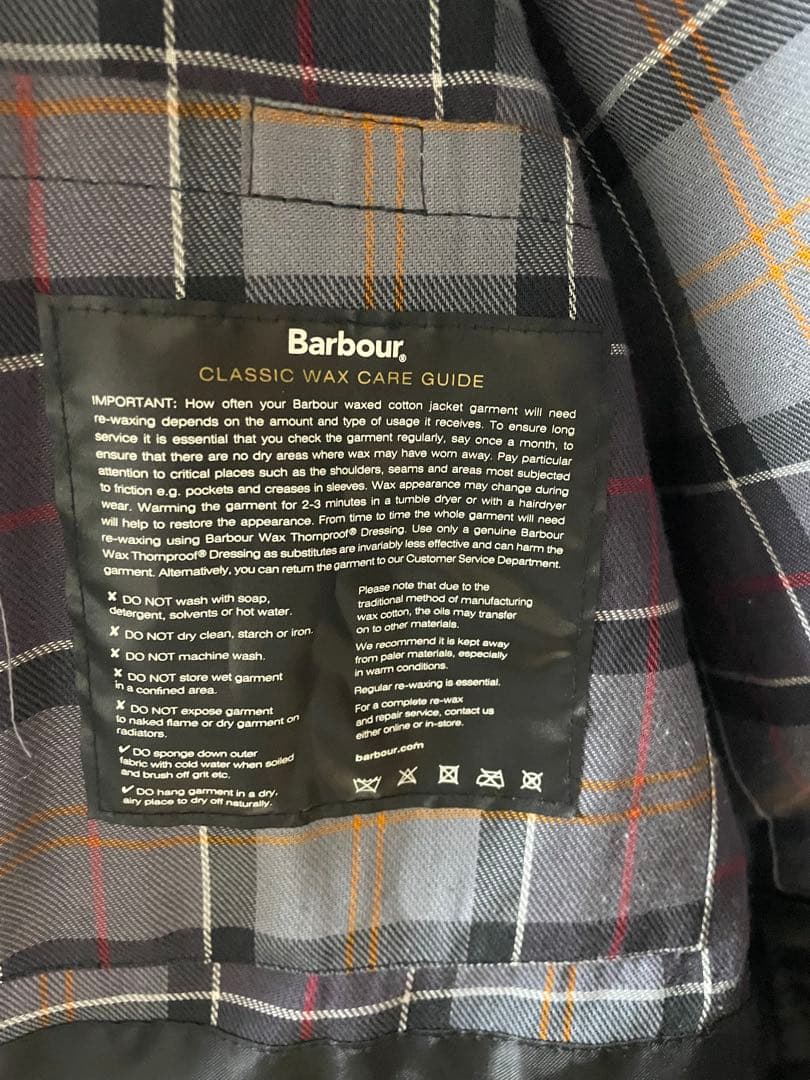 Barbour®
CLASSIC WAX CARE GUIDE
IMPORTANT: How often your Barbour waxed cotton jacket garment will need
re-waxing depends on the amount and type of usage it receives. To ensure long
service it is essential that you check the garment regularly, say once a month, to
ensure that there are no dry areas where wax may have worn away. Pay particular
attention to critical places such as the shoulders, seams and areas most subjected
to friction e.g. pockets and creases in sleeves. Wax appearance may change during
wear. Warming the garment for 2-3 minutes in a tumble dryer or with a hairdryer
will help to restore the appearance. From time to time the whole garment will need
re-waxing using Barbour Wax Thornproof® Dressing. Use only a genuine Barbour
Wax Thornproof® Dressing as substitutes are invariably less effective and can harm the
garment. Alternatively, you can return the garment to our Customer Service Department.
✗ DO NOT wash with soap,
detergent, solvents or hot water.
✗ DO NOT dry clean, starch or iron.
✗ DO NOT machine wash.
✗ DO NOT store wet garment
in a confined area.
✗ DO NOT expose garment
to naked flame or dry garment on
radiators.
✓ DO sponge down outer
fabric with cold water when soiled
and brush off grit etc.
✓ DO hang garment in a dry,
airy place to dry off naturally.
Please note that due to the
traditional method of manufacturing
wax cotton, the oils may transfer
on to other materials.
We recommend it is kept away
from paler materials, especially
in warm conditions.
Regular re-waxing is essential.
For a complete re-wax
and repair service, contact us
either online or in-store.
barbour.com